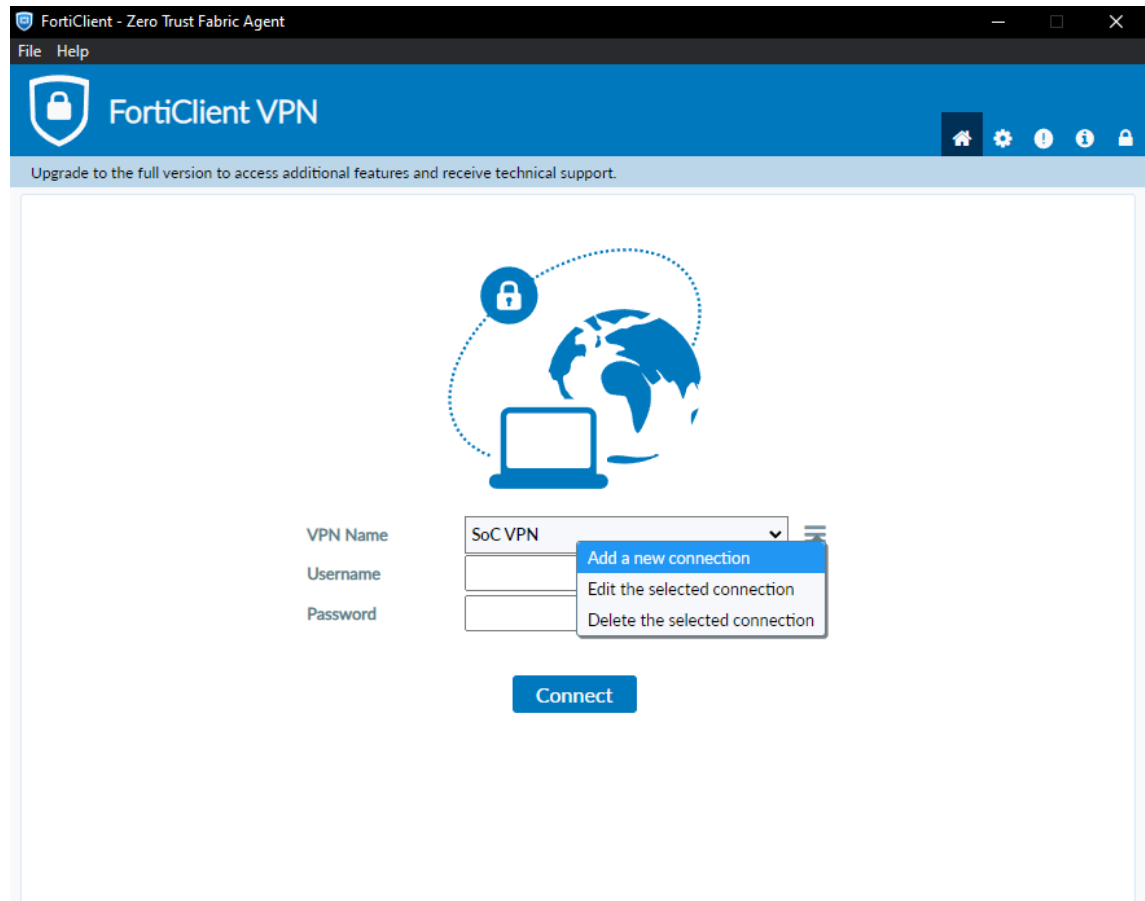 FortiClient - Zero Trust Fabric Agent
File Help
FortiClient VPN
Upgrade to the full version to access additional features and receive technical support.
VPN Name
SoC VPN
Add a new connection
Username
Edit the selected connection
Password
Delete the selected connection
Connect